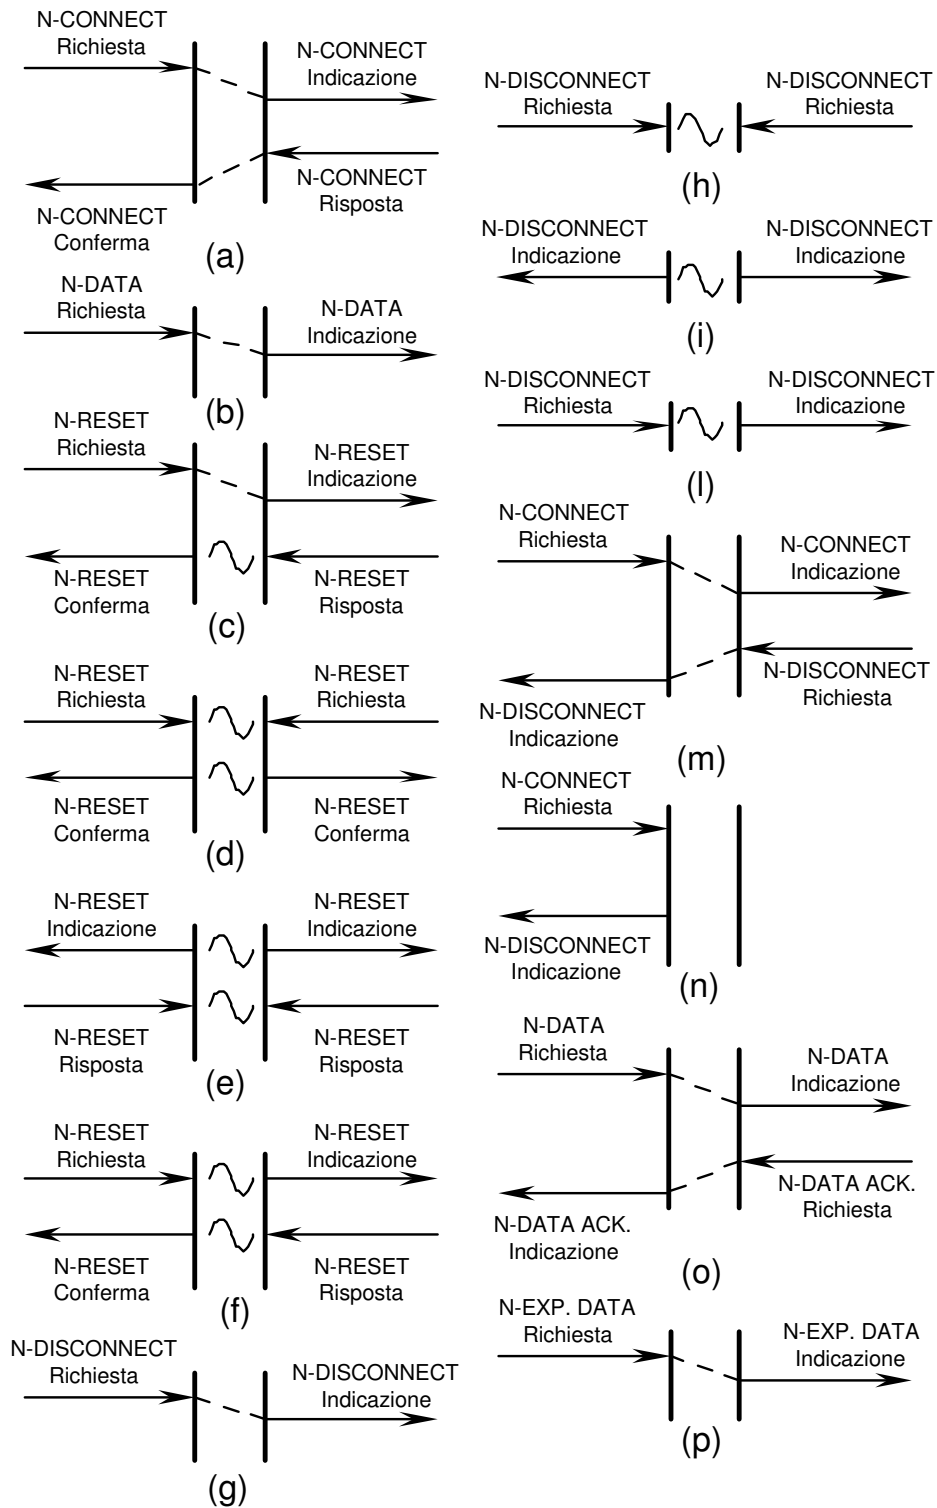 N-CONNECT
Richiesta
N-CONNECT
Indicazione
N-CONNECT
Risposta
N-CONNECT
Conferma
(a)
N-DATA
Richiesta
N-DATA
Indicazione
(b)
N-RESET
Richiesta
N-RESET
Indicazione
N-RESET
Conferma
N-RESET
Risposta
(c)
N-RESET
Richiesta
N-RESET
Richiesta
N-RESET
Conferma
N-RESET
Conferma
(d)
N-RESET
Indicazione
N-RESET
Indicazione
N-RESET
Risposta
N-RESET
Risposta
(e)
N-RESET
Richiesta
N-RESET
Indicazione
N-RESET
Conferma
N-RESET
Risposta
(f)
N-DISCONNECT
Richiesta
N-DISCONNECT
Indicazione
(g)
N-DISCONNECT
Richiesta
N-DISCONNECT
Richiesta
(h)
N-DISCONNECT
Indicazione
N-DISCONNECT
Indicazione
(i)
N-DISCONNECT
Richiesta
N-DISCONNECT
Indicazione
(l)
N-CONNECT
Richiesta
N-CONNECT
Indicazione
N-DISCONNECT
Richiesta
N-DISCONNECT
Indicazione
(m)
N-CONNECT
Richiesta
N-DISCONNECT
Indicazione
(n)
N-DATA
Richiesta
N-DATA
Indicazione
N-DATA ACK.
Richiesta
N-DATA ACK.
Indicazione
(o)
N-EXP. DATA
Richiesta
N-EXP. DATA
Indicazione
(p)